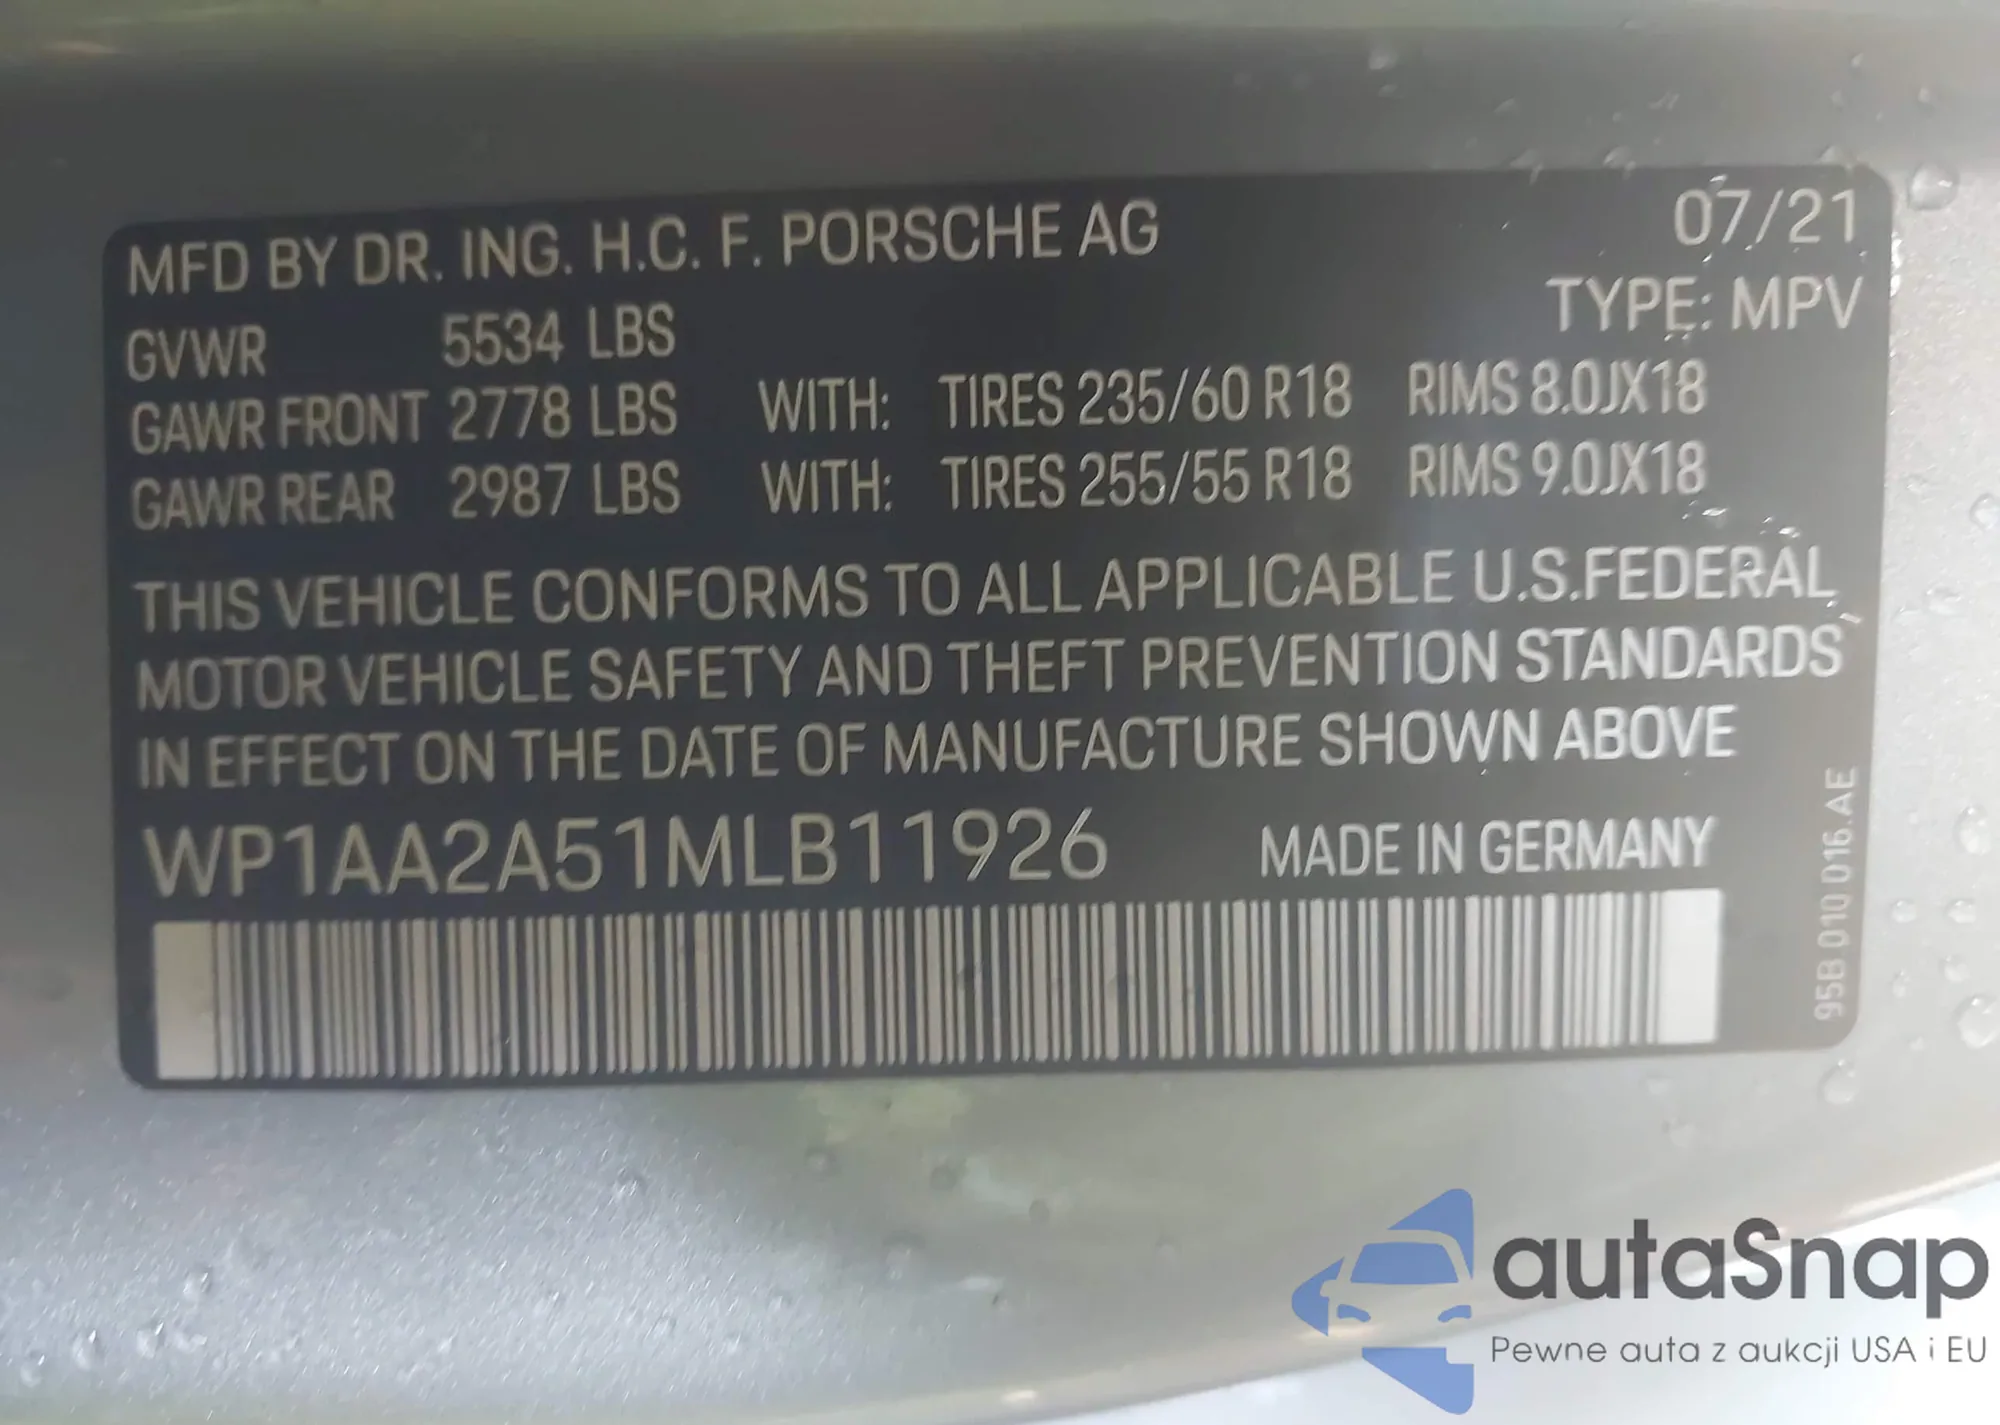 MFD BY DR. ING. H.C. F. PORSCHE AG 07/21
TYPE: MPV
GVWR 5534 LBS
GAWR FRONT 2778 LBS WITH: TIRES 235/60 R18 RIMS 8.0JX18
GAWR REAR 2987 LBS WITH: TIRES 255/55 R18 RIMS 9.0JX18
THIS VEHICLE CONFORMS TO ALL APPLICABLE U.S.FEDERAL
MOTOR VEHICLE SAFETY AND THEFT PREVENTION STANDARDS
IN EFFECT ON THE DATE OF MANUFACTURE SHOWN ABOVE
WP1AA2A51MLB11926 MADE IN GERMANY
95B 010 016.AE
autaSnap
Pewne auta z aukcji USA i EU